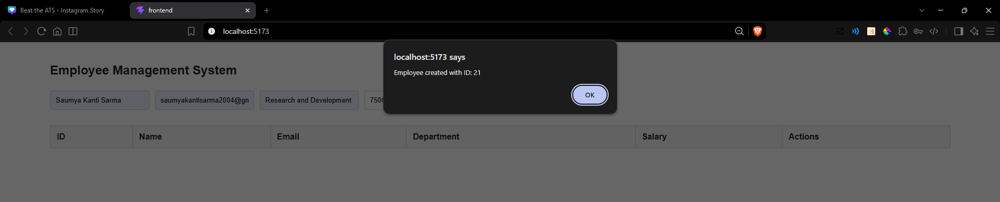 Beat the ATS - Instagram Story
frontend
localhost:5173
localhost:5173 says
Employee created with ID: 21
OK
Employee Management System
Saumya Kanti Sarma saumyakantisarma2004@gn Research and Development 750
ID Name Email Department Salary Actions